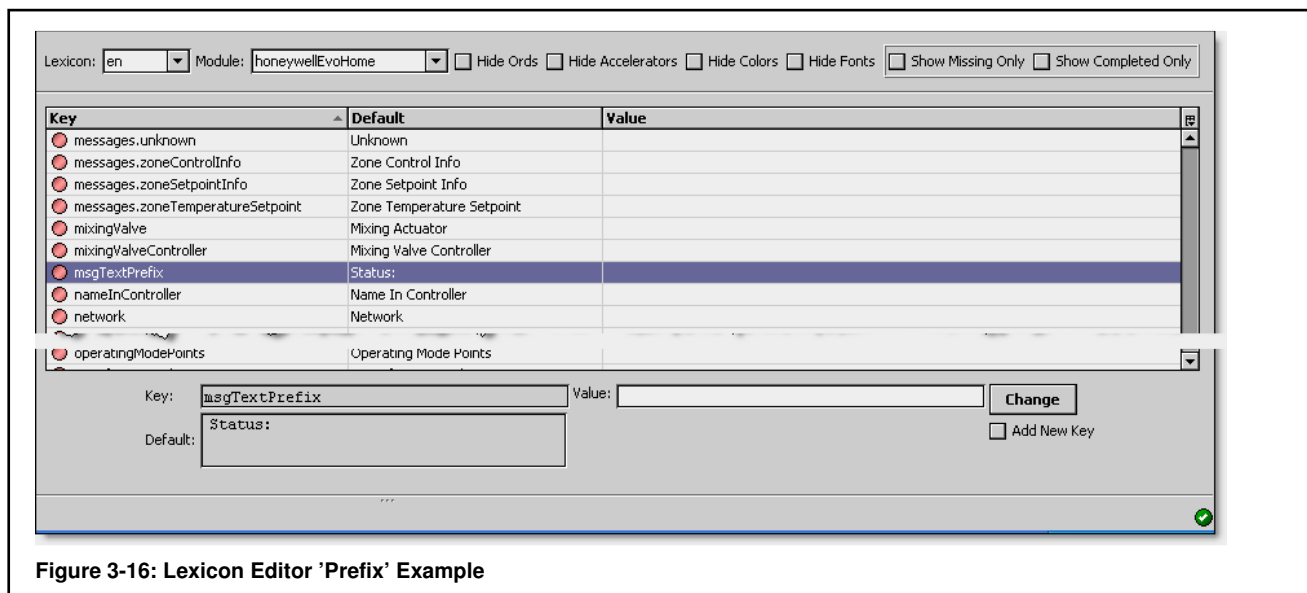 Lexicon: en Module: honeywellEvoHome Hide Ords Hide Accelerators Hide Colors Hide Fonts Show Missing Only Show Completed Only
Key Default Value
messages.unknown Unknown
messages.zoneControlInfo Zone Control Info
messages.zoneSetpointInfo Zone Setpoint Info
messages.zoneTemperatureSetpoint Zone Temperature Setpoint
mixingValve Mixing Actuator
mixingValveController Mixing Valve Controller
msgTextPrefix Status:
nameInController Name In Controller
network Network
operatingModePoints Operating Mode Points
Key: msgTextPrefix Value: Change
Default: Status: Add New Key
Figure 3-16: Lexicon Editor ’Prefix’ Example